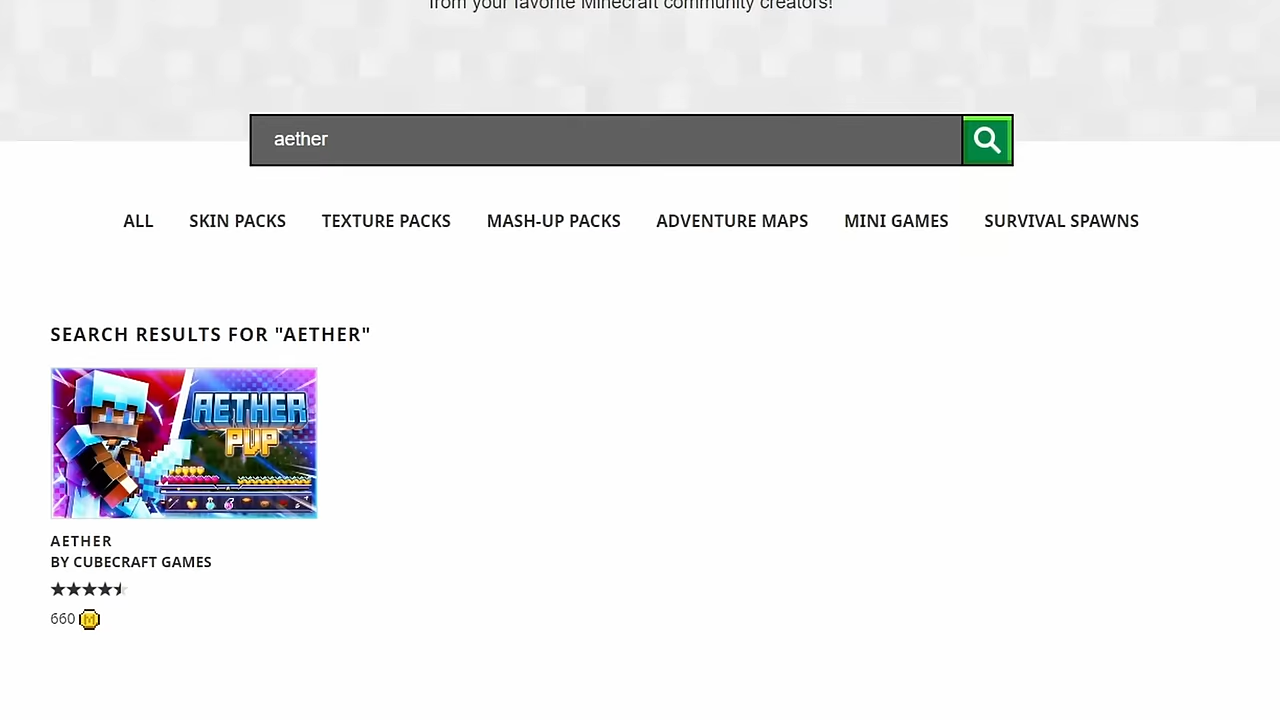 from your favorite Minecraft community creators!
aether
ALL SKIN PACKS TEXTURE PACKS MASH-UP PACKS ADVENTURE MAPS MINI GAMES SURVIVAL SPAWNS
SEARCH RESULTS FOR "AETHER"
AETHER
PVP
AETHER
BY CUBECRAFT GAMES
660